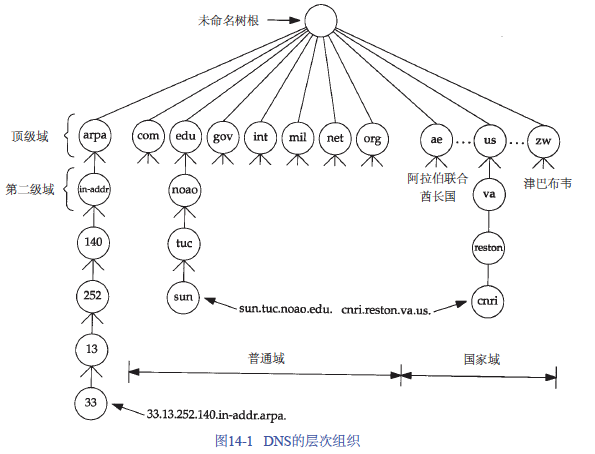 未命名树根
顶级域
arpa com edu gov int mil net org ae ... us ... zw
阿拉伯联合
酋长国
津巴布韦
第二级域
in-addr noao va
140 tuc reston
252 sun cnri
sun.tuc.noao.edu. cnri.reston.va.us.
13
普通域 国家域
33
33.13.252.140.in-addr.arpa.
图14-1 DNS的层次组织